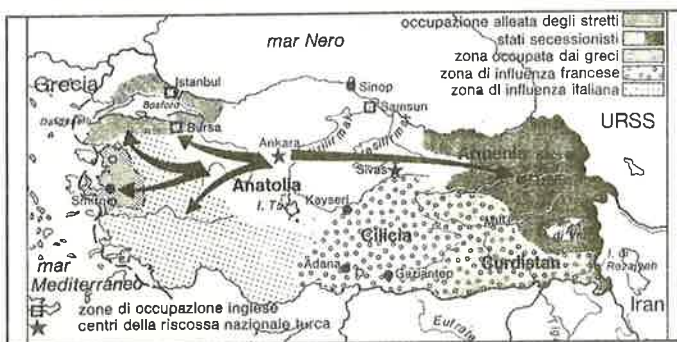 occupazione alleata degli stretti
stati secessionisti
zona occupata dai greci
zona di influenza francese
zona di influenza italiana
mar Nero
Grecia
Istanbul
Bosforo
Sinop
Samsun
URSS
Bursa
Ankara
Armenia
Sivas
Anatolia
Smirne
I. Tuz
Kayseri
Cilicia
Adana
Gaziantep
Curdistan
mar
Mediterraneo
Iran
zone di occupazione inglese
centri della riscossa nazionale turca
Eufrate